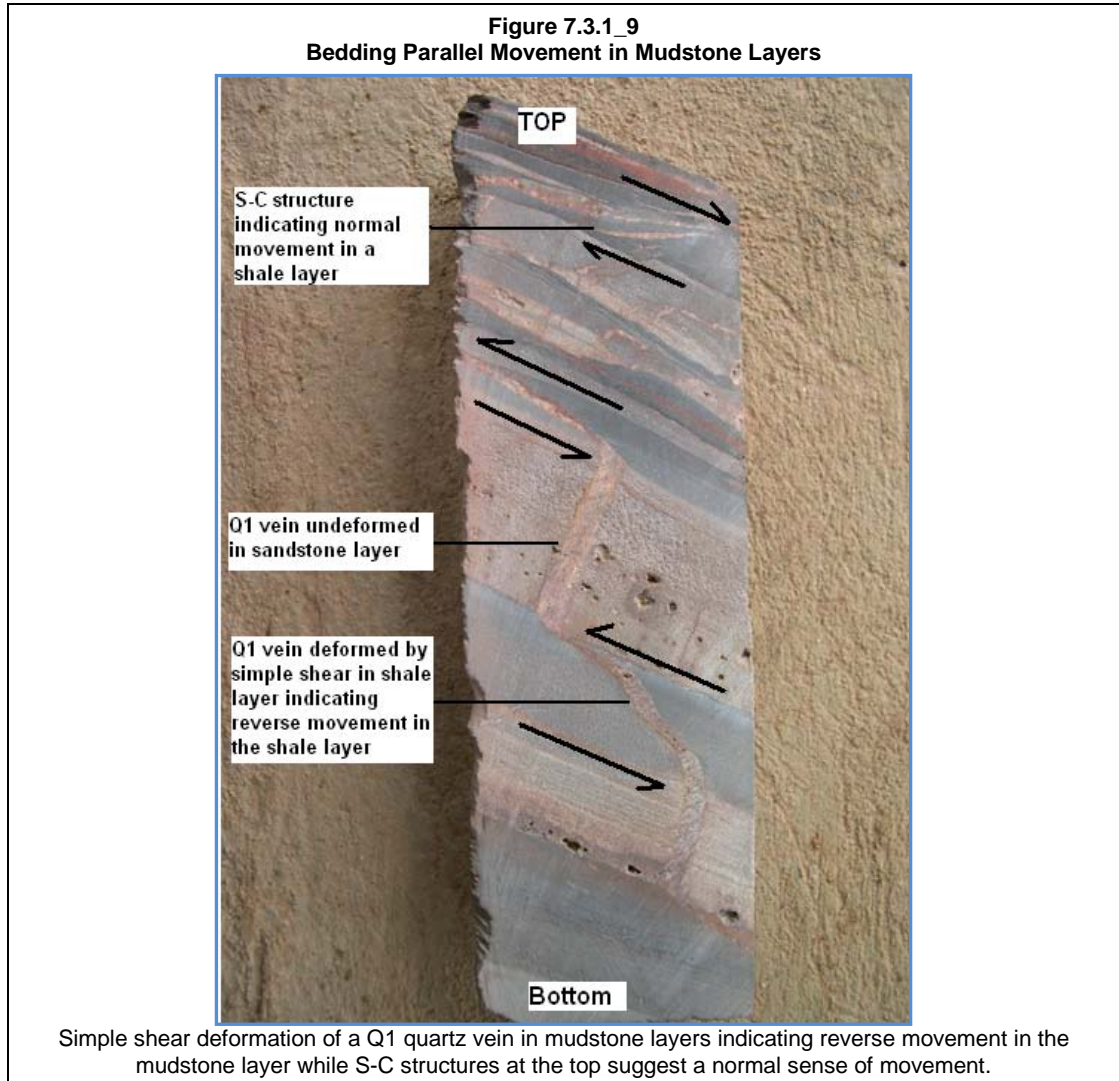 Figure 7.3.1_9
Bedding Parallel Movement in Mudstone Layers
TOP
S-C structure
indicating normal
movement in a
shale layer
Q1 vein undeformed
in sandstone layer
Q1 vein deformed by
simple shear in shale
layer indicating
reverse movement in
the shale layer
Bottom
Simple shear deformation of a Q1 quartz vein in mudstone layers indicating reverse movement in the
mudstone layer while S-C structures at the top suggest a normal sense of movement.